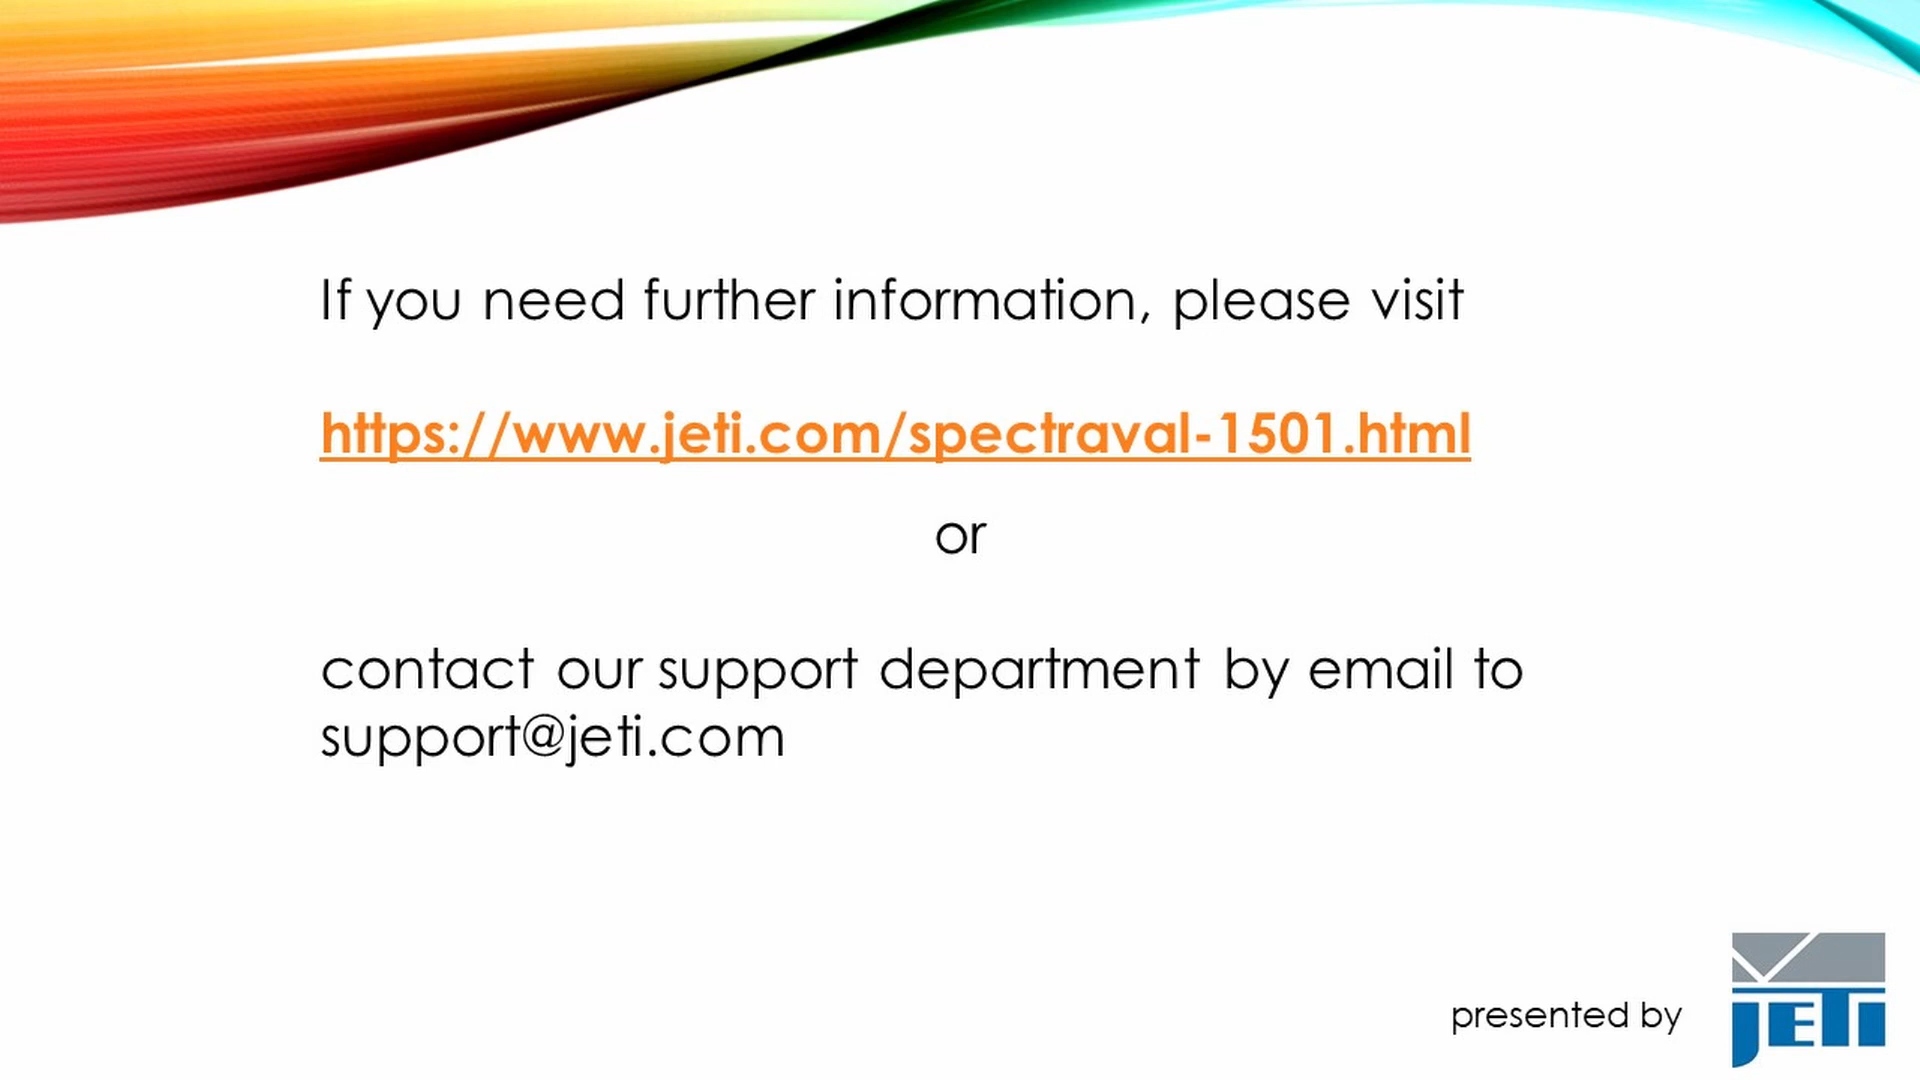 If you need further information, please visit
https://www.jeti.com/spectraval-1501.html
or
contact our support department by email to
support@jeti.com
presented by
JETI